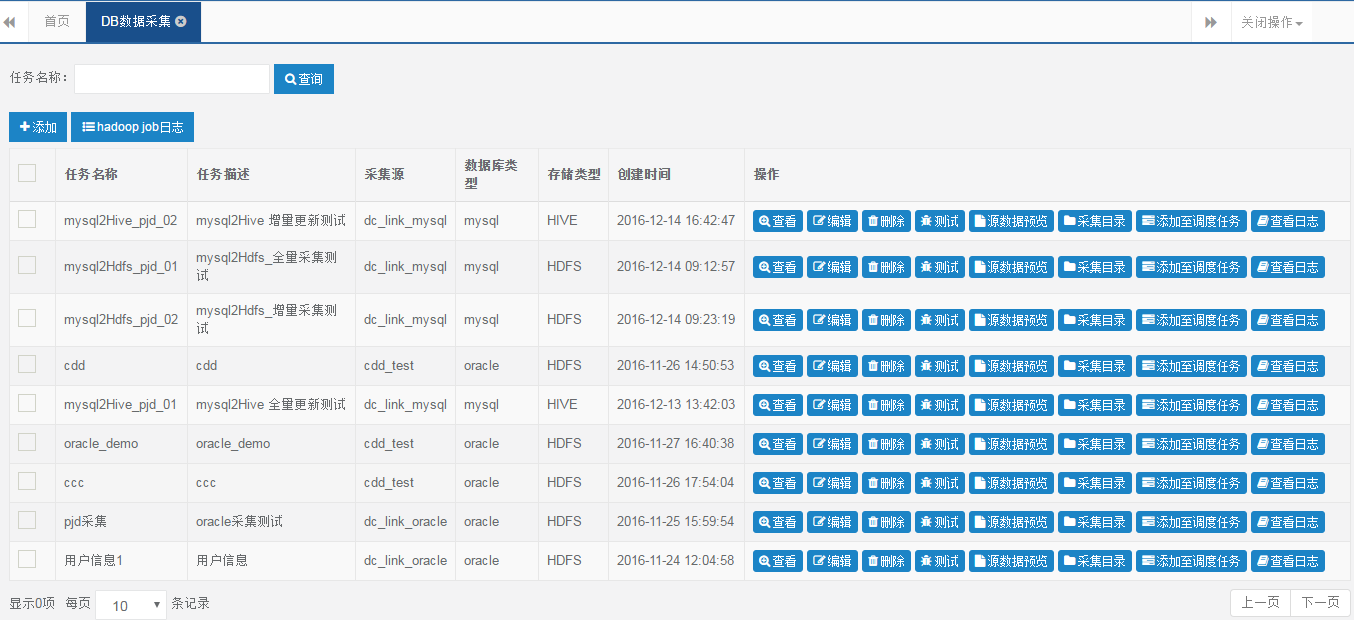 首页 DB数据采集 关闭操作
任务名称： 查询
添加 hadoop job日志
任务名称 任务描述 采集源 数据库类型 存储类型 创建时间 操作
mysql2Hive_pjd_02 mysql2Hive 增量更新测试 dc_link_mysql mysql HIVE 2016-12-14 16:42:47 查看 编辑 删除 测试 源数据预览 采集目录 添加至调度任务 查看日志
mysql2Hdfs_pjd_01 mysql2Hdfs_全量采集测试 dc_link_mysql mysql HDFS 2016-12-14 09:12:57 查看 编辑 删除 测试 源数据预览 采集目录 添加至调度任务 查看日志
mysql2Hdfs_pjd_02 mysql2Hdfs_增量采集测试 dc_link_mysql mysql HDFS 2016-12-14 09:23:19 查看 编辑 删除 测试 源数据预览 采集目录 添加至调度任务 查看日志
cdd cdd cdd_test oracle HDFS 2016-11-26 14:50:53 查看 编辑 删除 测试 源数据预览 采集目录 添加至调度任务 查看日志
mysql2Hive_pjd_01 mysql2Hive 全量更新测试 dc_link_mysql mysql HIVE 2016-12-13 13:42:03 查看 编辑 删除 测试 源数据预览 采集目录 添加至调度任务 查看日志
oracle_demo oracle_demo cdd_test oracle HDFS 2016-11-27 16:40:38 查看 编辑 删除 测试 源数据预览 采集目录 添加至调度任务 查看日志
ccc ccc cdd_test oracle HDFS 2016-11-26 17:54:04 查看 编辑 删除 测试 源数据预览 采集目录 添加至调度任务 查看日志
pjd采集 oracle采集测试 dc_link_oracle oracle HDFS 2016-11-25 15:59:54 查看 编辑 删除 测试 源数据预览 采集目录 添加至调度任务 查看日志
用户信息1 用户信息 dc_link_oracle oracle HDFS 2016-11-24 12:04:58 查看 编辑 删除 测试 源数据预览 采集目录 添加至调度任务 查看日志
显示0项 每页 10 条记录 上一页 下一页